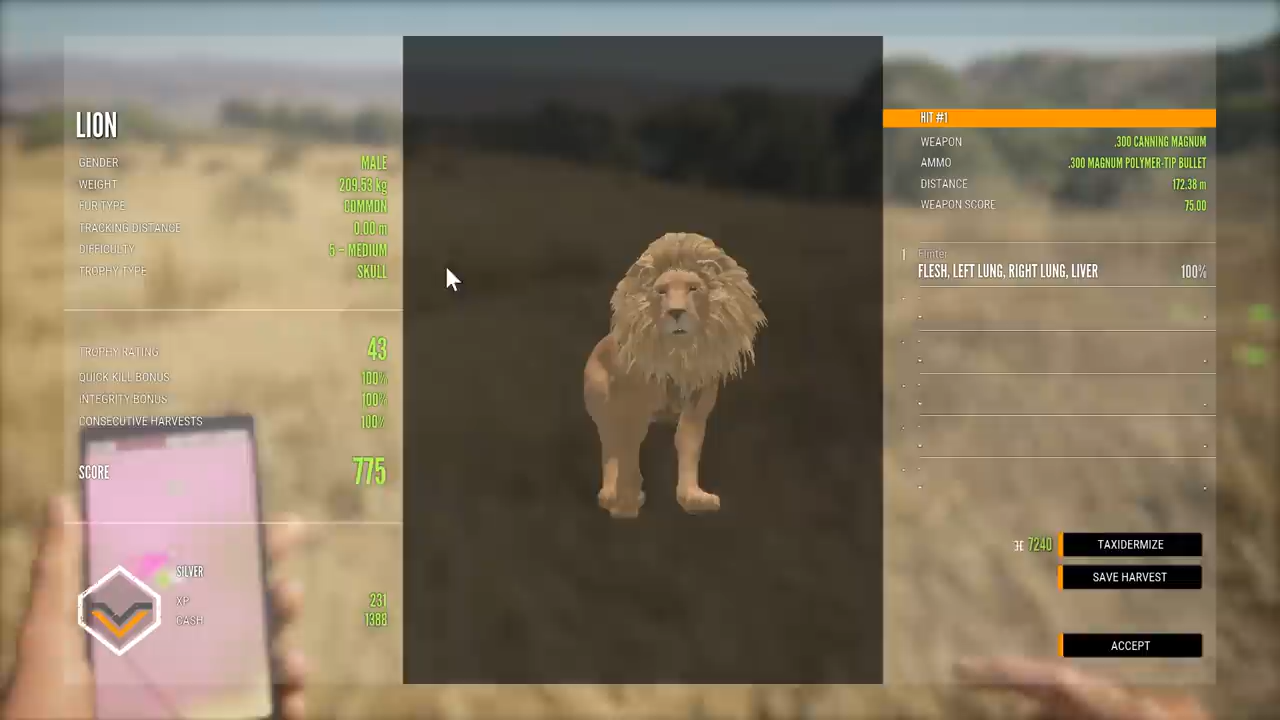 LION
GENDER MALE
WEIGHT 209.53 kg
FUR TYPE COMMON
TRACKING DISTANCE 0.00 m
DIFFICULTY 5 – MEDIUM
TROPHY TYPE SKULL
TROPHY RATING 43
QUICK KILL BONUS 100%
INTEGRITY BONUS 100%
CONSECUTIVE HARVESTS 100%
SCORE 775
SILVER
XP 231
CASH 1388
HIT #1
WEAPON .300 CANNING MAGNUM
AMMO .300 MAGNUM POLYMER-TIP BULLET
DISTANCE 172.38 m
WEAPON SCORE 75.00
1 Flinter
FLESH, LEFT LUNG, RIGHT LUNG, LIVER 100%
7240 TAXIDERMIZE
SAVE HARVEST
ACCEPT